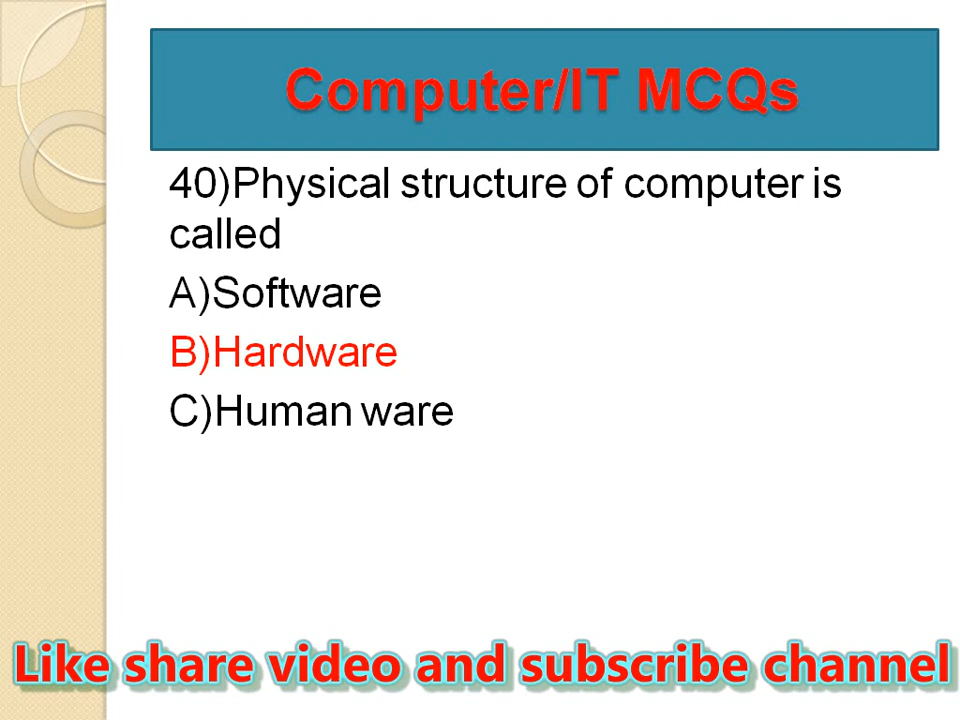 Computer/IT MCQs
40)Physical structure of computer is
called
A)Software
B)Hardware
C)Human ware
Like share video and subscribe channel